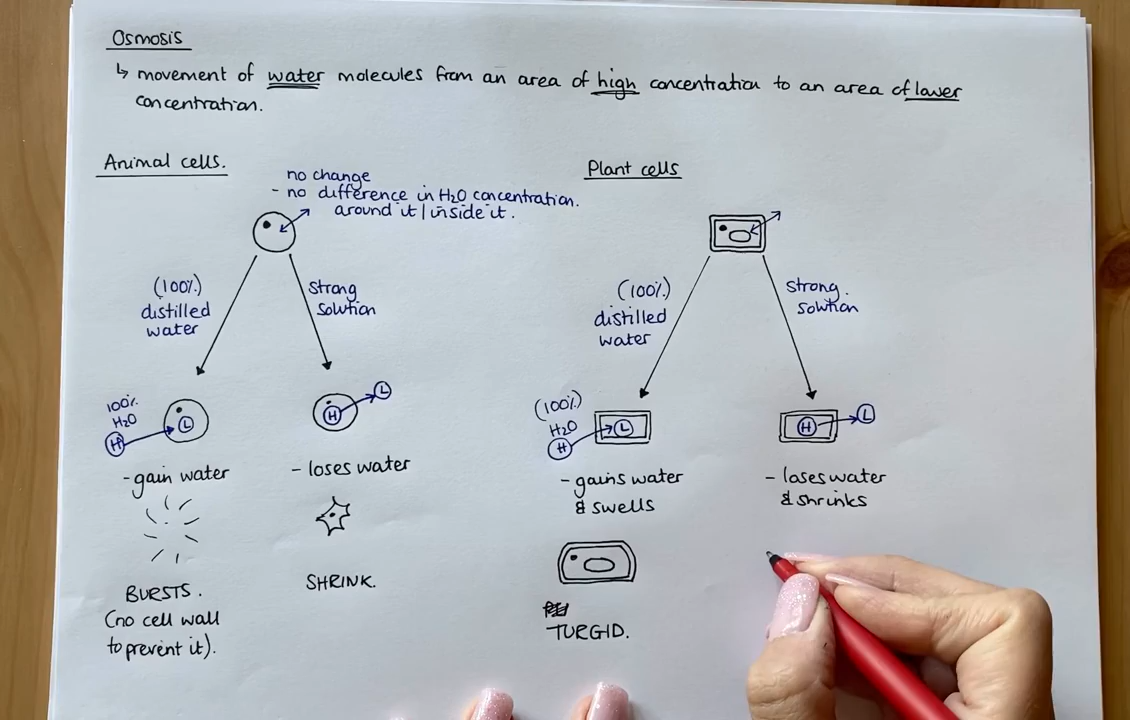 Osmosis
↳ movement of water molecules from an area of high concentration to an area of lower
concentration.
Animal cells.
no change
- no difference in H₂O concentration.
around it / inside it.
(100%)
distilled
water
strong
solution
100%
H₂O
H
L
H
L
- gain water
- loses water
BURSTS.
(no cell wall
to prevent it).
SHRINK.
Plant cells
(100%)
distilled
water
strong.
solution
(100%)
H₂O
H
L
H
L
- gains water
& swells
- loses water
& shrinks
TURGID.